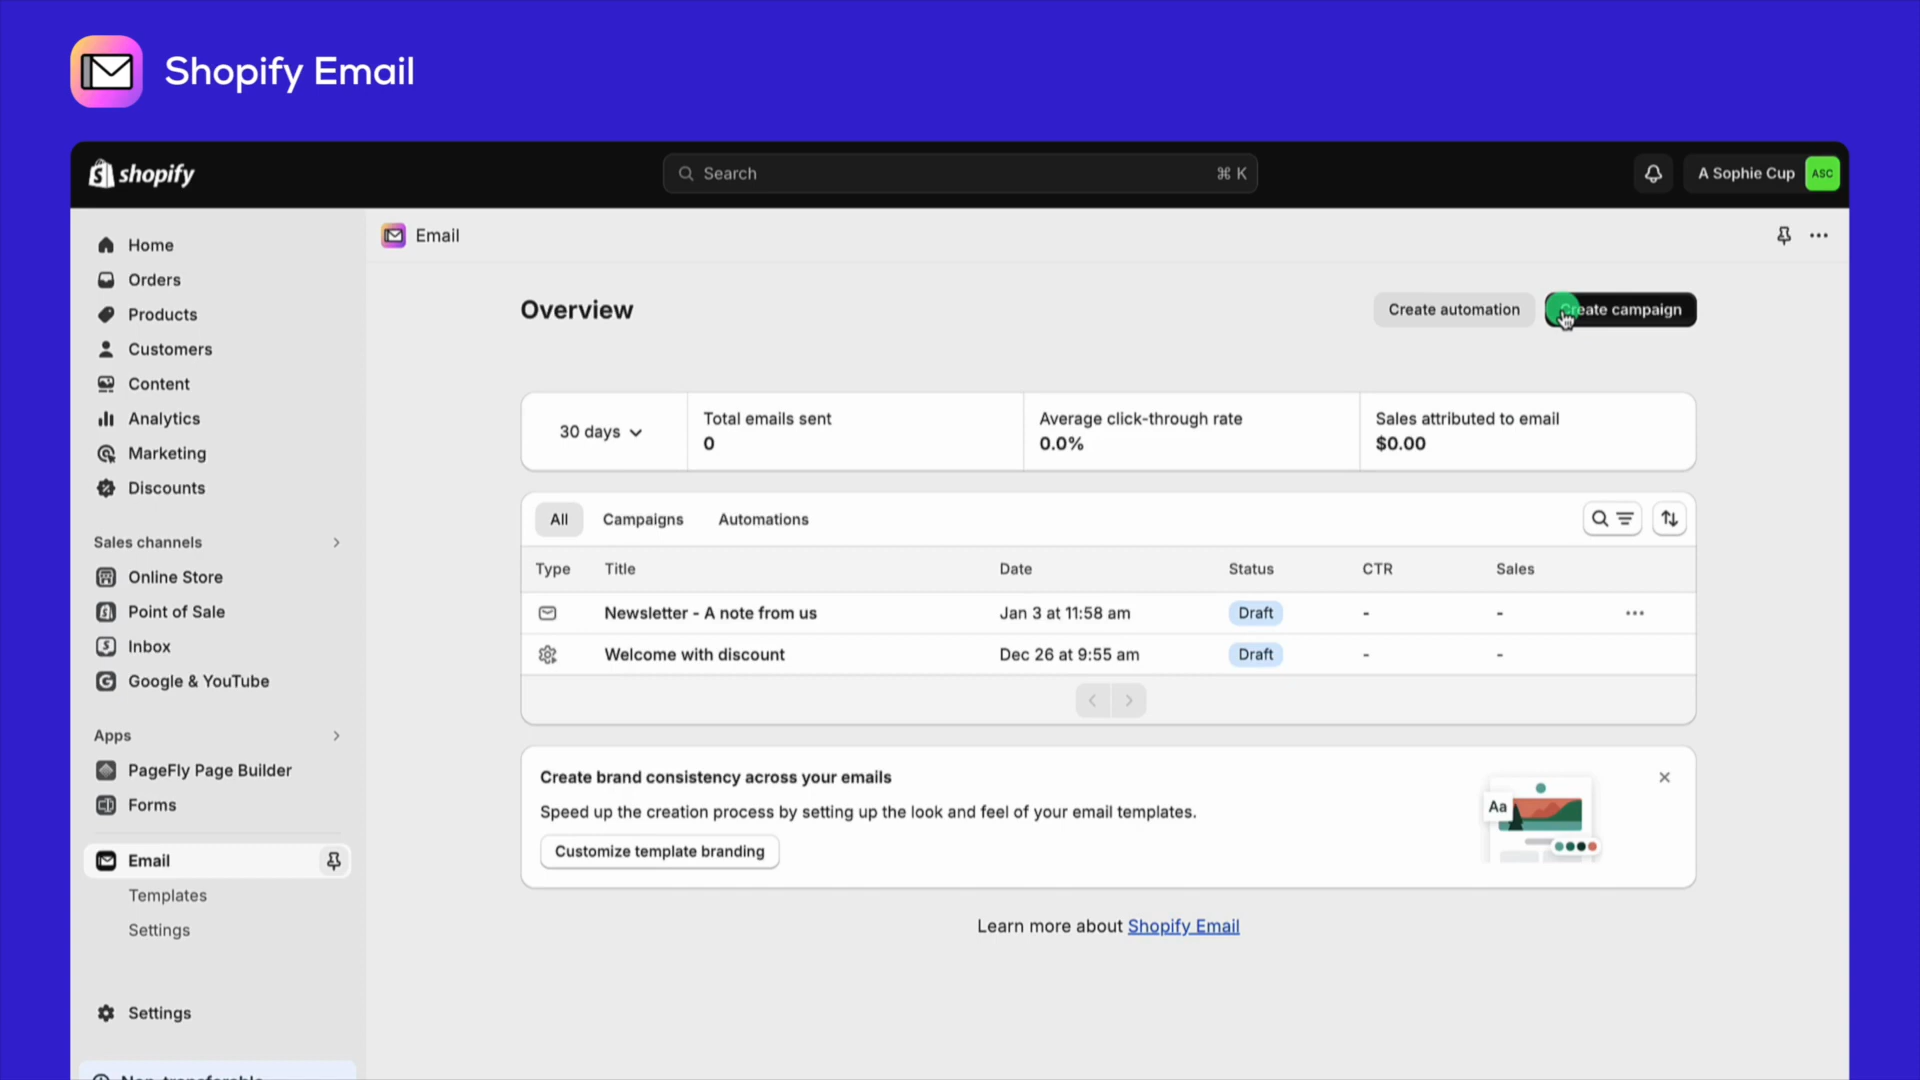 Shopify Email
shopify
Search
⌘ K
A Sophie Cup
ASC
Home
Orders
Products
Customers
Content
Analytics
Marketing
Discounts
Sales channels
Online Store
Point of Sale
Inbox
Google & YouTube
Apps
PageFly Page Builder
Forms
Email
Templates
Settings
Settings
Email
Overview
Create automation
Create campaign
30 days
Total emails sent
0
Average click-through rate
0.0%
Sales attributed to email
$0.00
All Campaigns Automations
Type Title Date Status CTR Sales
Newsletter - A note from us Jan 3 at 11:58 am Draft - -
Welcome with discount Dec 26 at 9:55 am Draft - -
Create brand consistency across your emails
Speed up the creation process by setting up the look and feel of your email templates.
Customize template branding
Aa
Learn more about Shopify Email